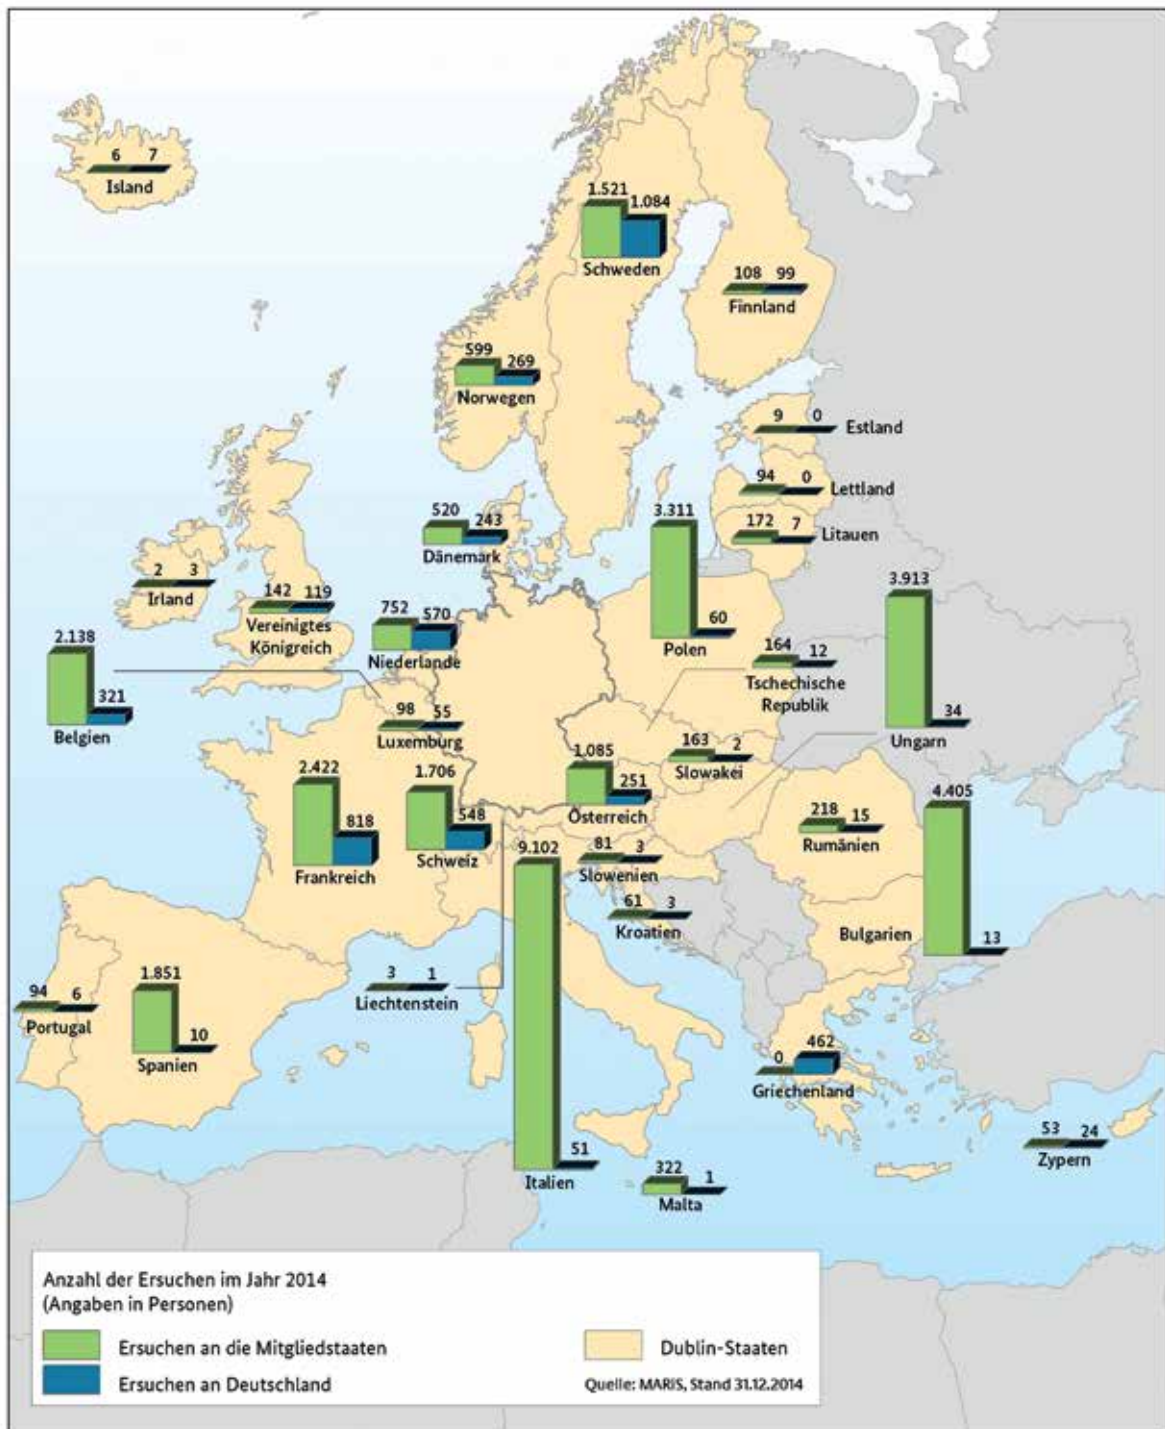 6 7
Island
1.521 1.084
Schweden
108 99
Finnland
599 269
Norwegen
9 0
Estland
94 0
Lettland
172 7
Litauen
520 243
Dänemark
3.311 60
Polen
2 3
Irland
142 119
Vereinigtes
Königreich
752 570
Niederlande
3.913 34
Ungarn
2.138 321
Belgien
164 12
Tschechische
Republik
98 55
Luxemburg
163 2
Slowakei
1.085 251
Österreich
2.422 818
Frankreich
1.706 548
Schweiz
218 15
Rumänien
4.405 13
Bulgarien
9.102 51
Italien
81 3
Slowenien
61 3
Kroatien
3 1
Liechtenstein
94 6
Portugal
1.851 10
Spanien
0 462
Griechenland
53 24
Zypern
322 1
Malta
Anzahl der Ersuchen im Jahr 2014
(Angaben in Personen)
Ersuchen an die Mitgliedstaaten
Ersuchen an Deutschland
Dublin-Staaten
Quelle: MARiS, Stand 31.12.2014